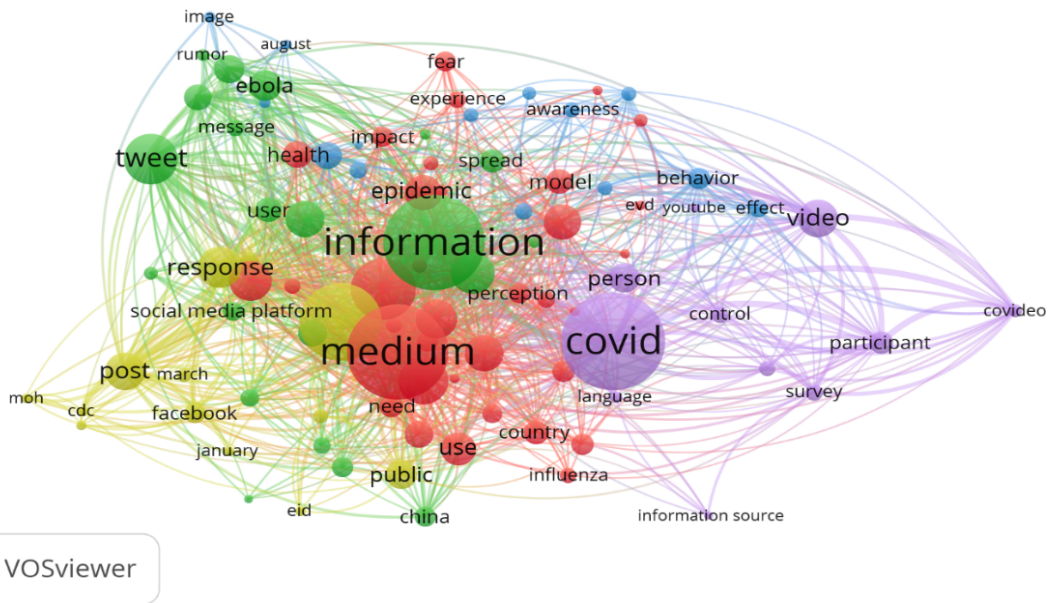 image
august
rumor
fear
ebola
experience
awareness
message
impact
tweet
health
spread
epidemic
model
behavior
user
evd
youtube
effect
video
information
response
perception
person
social media platform
control
covideo
medium
covid
participant
post
march
moh
cdc
facebook
need
language
survey
january
use
country
public
influenza
eid
china
information source
VOSviewer